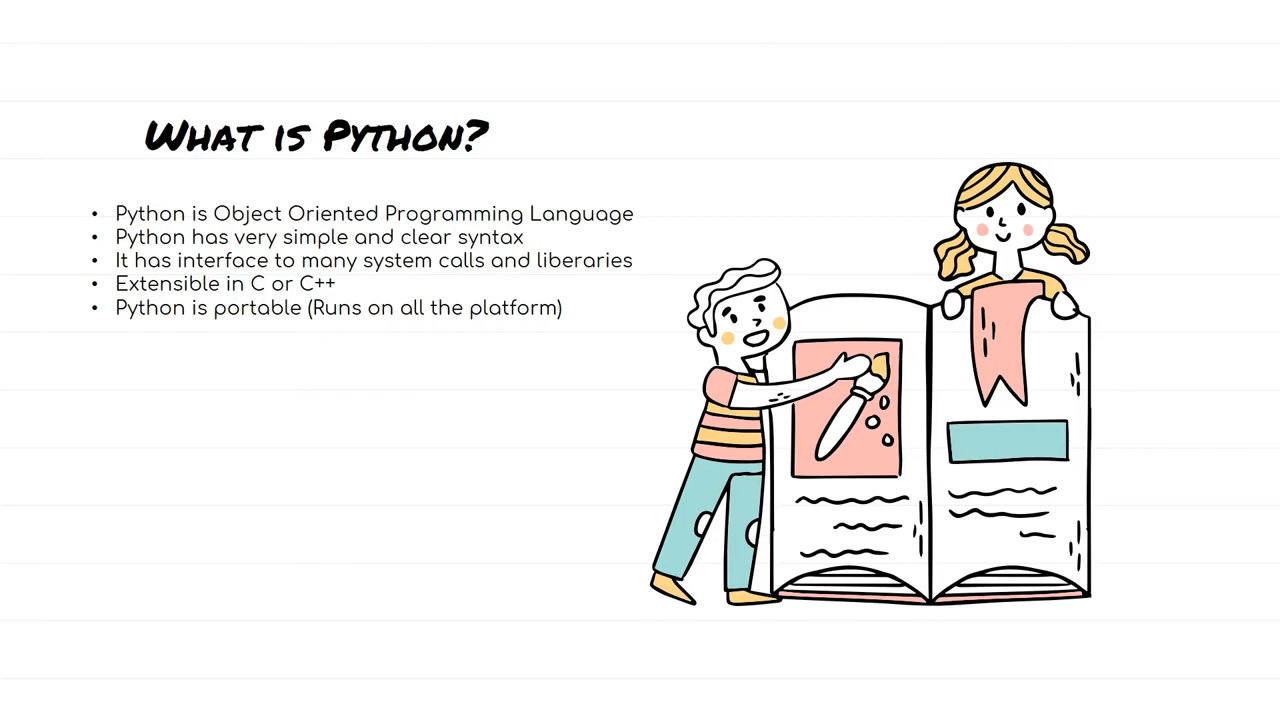 What is Python?
• Python is Object Oriented Programming Language
• Python has very simple and clear syntax
• It has interface to many system calls and liberaries
• Extensible in C or C++
• Python is portable (Runs on all the platform)